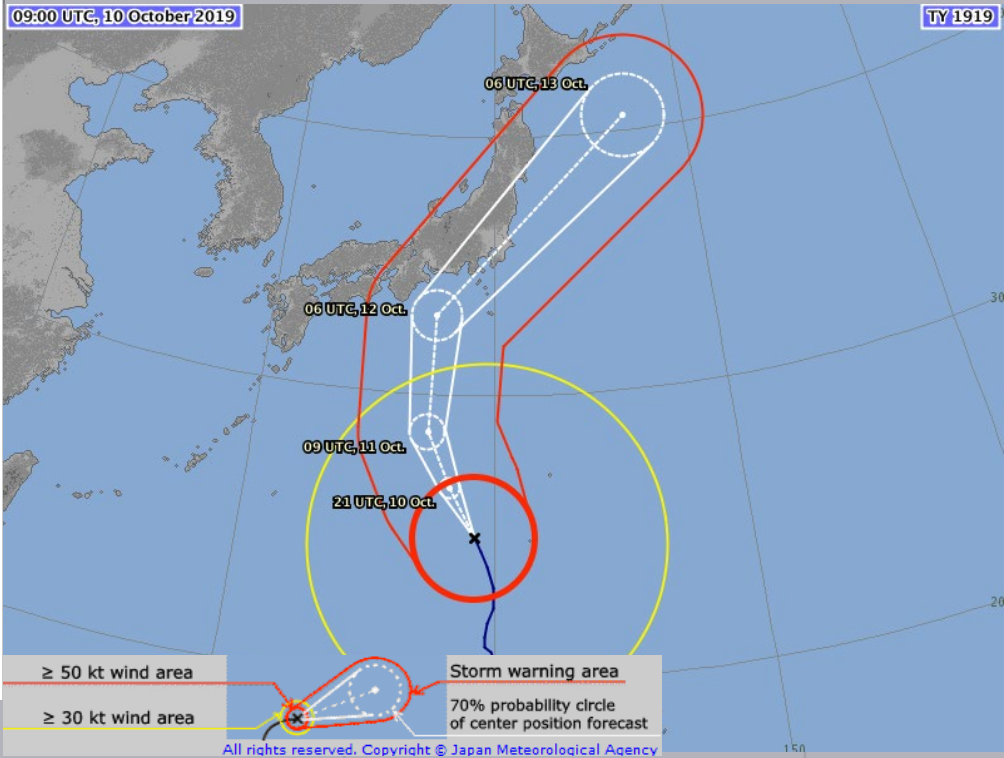 09:00 UTC, 10 October 2019
TY 1919
06 UTC, 13 Oct.
06 UTC, 12 Oct.
30
09 UTC, 11 Oct.
21 UTC, 10 Oct.
20
≥ 50 kt wind area
≥ 30 kt wind area
Storm warning area
70% probability circle
of center position forecast
All rights reserved. Copyright © Japan Meteorological Agency
150